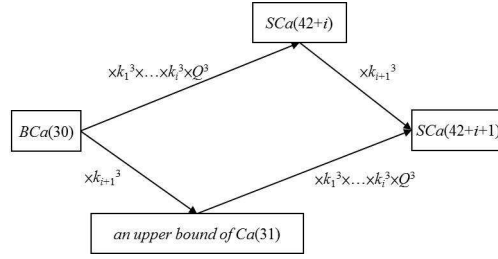 SCa(42+i)
×k₁³×…×kᵢ³×Q³
×kᵢ₊₁³
BCa(30)
SCa(42+i+1)
×kᵢ₊₁³
×k₁³×…×kᵢ³×Q³
an upper bound of Ca(31)